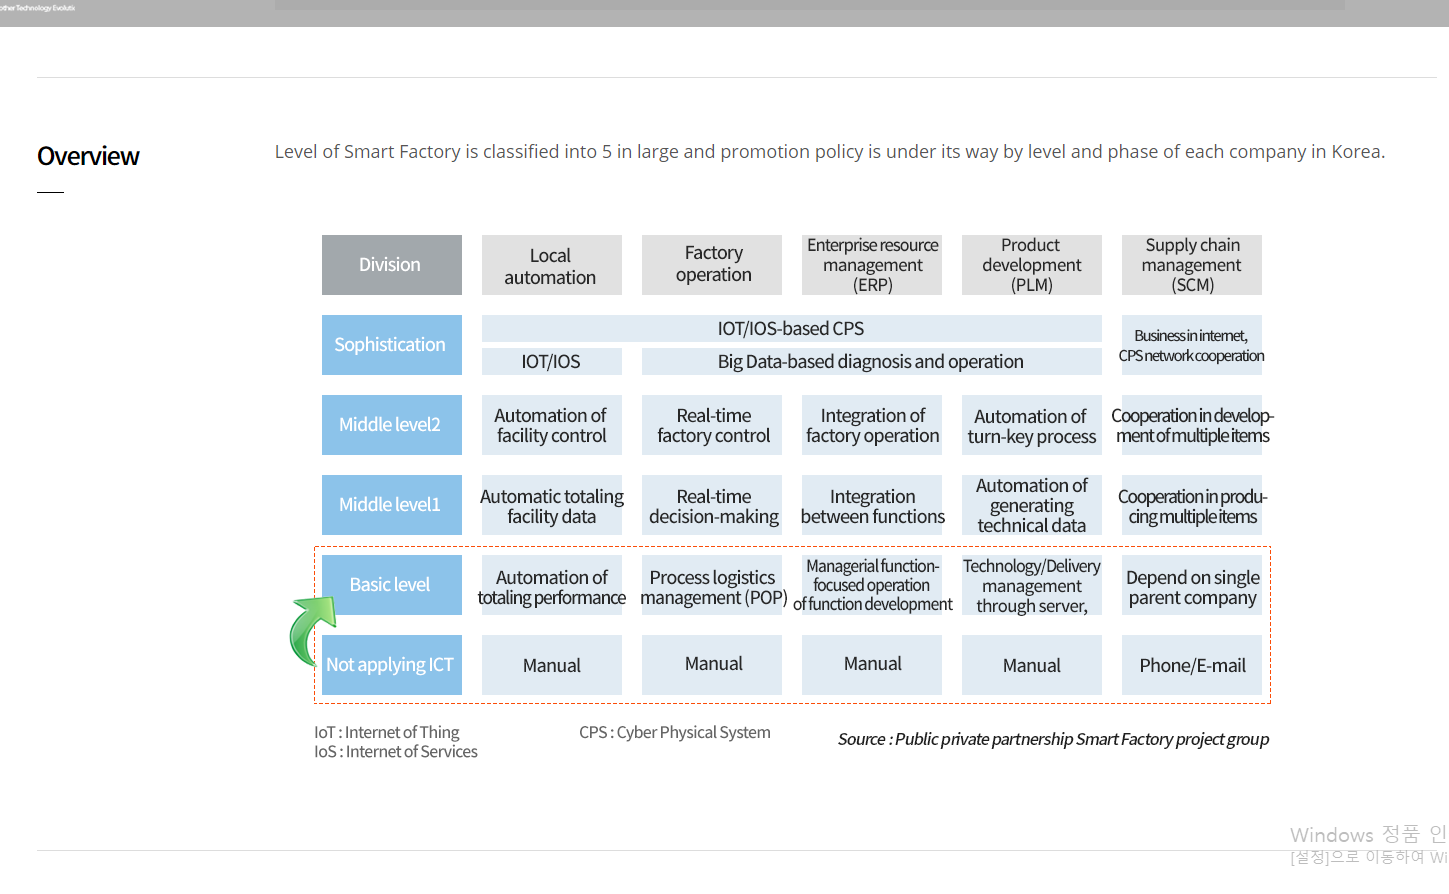 other Technology Evolutic
Overview
Level of Smart Factory is classified into 5 in large and promotion policy is under its way by level and phase of each company in Korea.
Division
Local
automation
Factory
operation
Enterprise resource
management
(ERP)
Product
development
(PLM)
Supply chain
management
(SCM)
Sophistication
IOT/IOS-based CPS
IOT/IOS
Big Data-based diagnosis and operation
Business in internet,
CPS network cooperation
Middle level2
Automation of
facility control
Real-time
factory control
Integration of
factory operation
Automation of
turn-key process
Cooperation in develop-
ment of multiple items
Middle level1
Automatic totaling
facility data
Real-time
decision-making
Integration
between functions
Automation of
generating
technical data
Cooperation in produ-
cing multiple items
Basic level
Automation of
totaling performance
Process logistics
management (POP)
Managerial function-
focused operation
of function development
Technology/Delivery
management
through server,
Depend on single
parent company
Not applying ICT
Manual
Manual
Manual
Manual
Phone/E-mail
IoT : Internet of Thing
IoS : Internet of Services
CPS : Cyber Physical System
Source : Public private partnership Smart Factory project group
Windows 정품 인
[설정]으로 이동하여 Wi